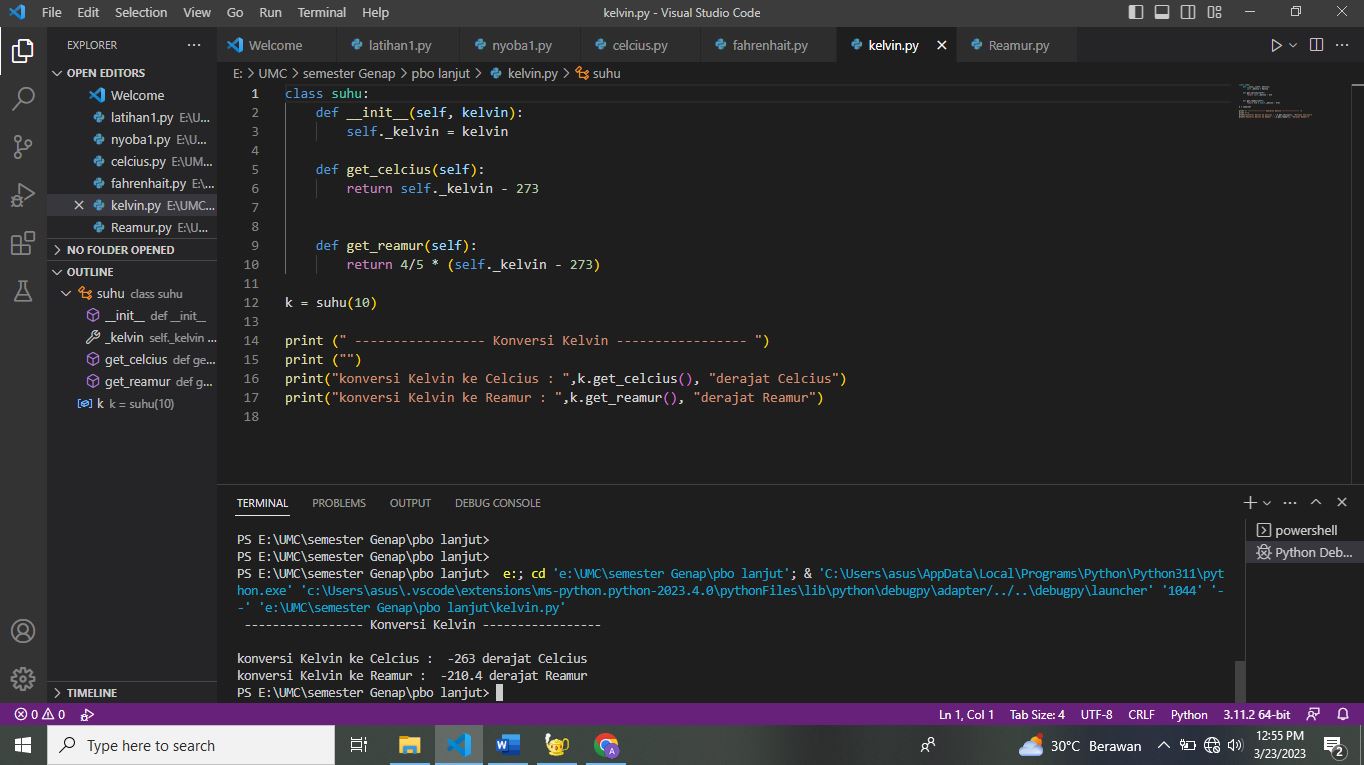 File Edit Selection View Go Run Terminal Help kelvin.py - Visual Studio Code
EXPLORER
Welcome latihan1.py nyoba1.py celcius.py fahrenhait.py kelvin.py Reamur.py
OPEN EDITORS
Welcome
latihan1.py E:\U...
nyoba1.py E:\U...
celcius.py E:\UM...
fahrenhait.py E:\...
kelvin.py E:\UMC...
Reamur.py E:\U...
NO FOLDER OPENED
OUTLINE
suhu class suhu
__init__ def __init__
_kelvin self._kelvin ...
get_celcius def ge...
get_reamur def g...
k k = suhu(10)
TIMELINE
E: > UMC > semester Genap > pbo lanjut > kelvin.py > suhu
1 class suhu:
2 def __init__(self, kelvin):
3 self._kelvin = kelvin
4
5 def get_celcius(self):
6 return self._kelvin - 273
7
8
9 def get_reamur(self):
10 return 4/5 * (self._kelvin - 273)
11
12 k = suhu(10)
13
14 print (" ----------------- Konversi Kelvin ----------------- ")
15 print ("")
16 print("konversi Kelvin ke Celcius : ",k.get_celcius(), "derajat Celcius")
17 print("konversi Kelvin ke Reamur : ",k.get_reamur(), "derajat Reamur")
18
TERMINAL PROBLEMS OUTPUT DEBUG CONSOLE
powershell
Python Deb...
PS E:\UMC\semester Genap\pbo lanjut>
PS E:\UMC\semester Genap\pbo lanjut>
PS E:\UMC\semester Genap\pbo lanjut> e:; cd 'e:\UMC\semester Genap\pbo lanjut'; & 'C:\Users\asus\AppData\Local\Programs\Python\Python311\pyt
hon.exe' 'c:\Users\asus\.vscode\extensions\ms-python.python-2023.4.0\pythonFiles\lib\python\debugpy\adapter/../..\debugpy\launcher' '1044' '-
-' 'e:\UMC\semester Genap\pbo lanjut\kelvin.py'
----------------- Konversi Kelvin -----------------
konversi Kelvin ke Celcius :  -263 derajat Celcius
konversi Kelvin ke Reamur :  -210.4 derajat Reamur
PS E:\UMC\semester Genap\pbo lanjut>
0 0 Ln 1, Col 1 Tab Size: 4 UTF-8 CRLF Python 3.11.2 64-bit
Type here to search
30°C Berawan
12:55 PM
3/23/2023
2